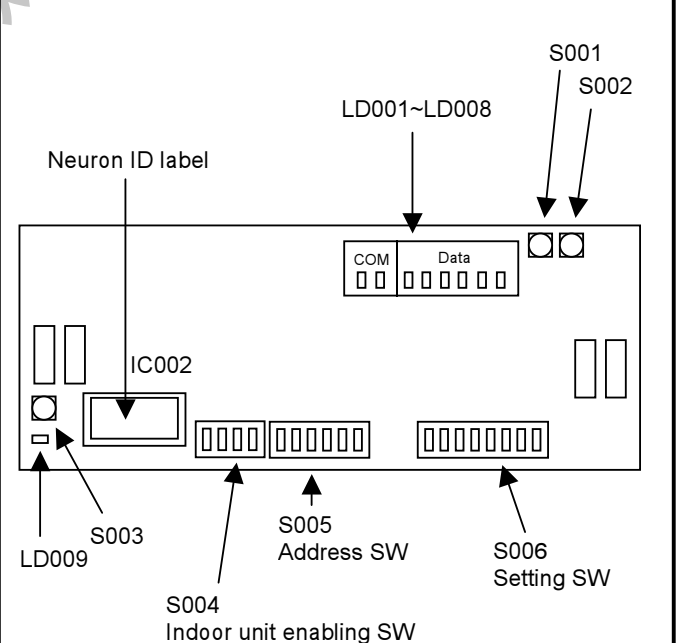 S001
S002
LD001~LD008
Neuron ID label
COM
Data
IC002
S003
LD009
S005
Address SW
S006
Setting SW
S004
Indoor unit enabling SW